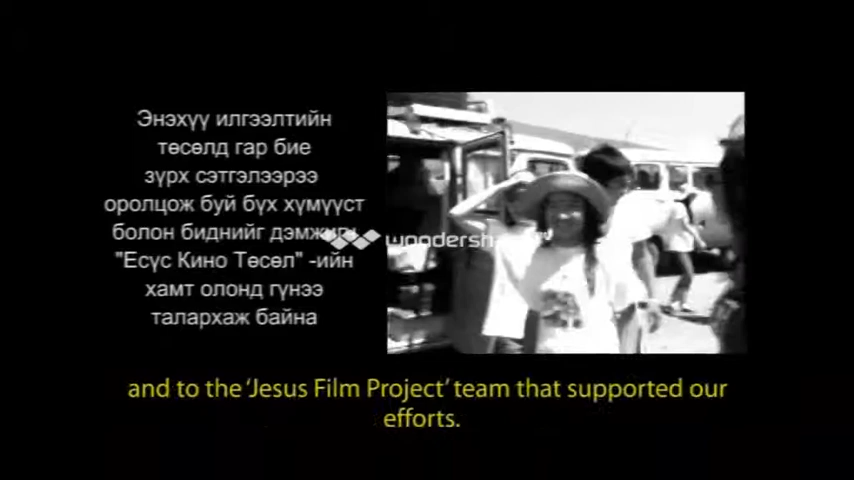 Энэхүү илгээлтийн
төсөлд гар бие
зүрх сэтгэлээрээ
оролцож буй бүх хүмүүст
болон биднийг
"Есүс Кино Төсөл" -ийн
хамт олонд гүнээ
талархаж байна
and to the ‘Jesus Film Project’ team that supported our
efforts.